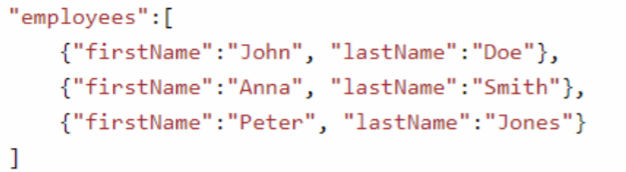 "employees":[
    {"firstName":"John", "lastName":"Doe"},
    {"firstName":"Anna", "lastName":"Smith"},
    {"firstName":"Peter", "lastName":"Jones"}
]